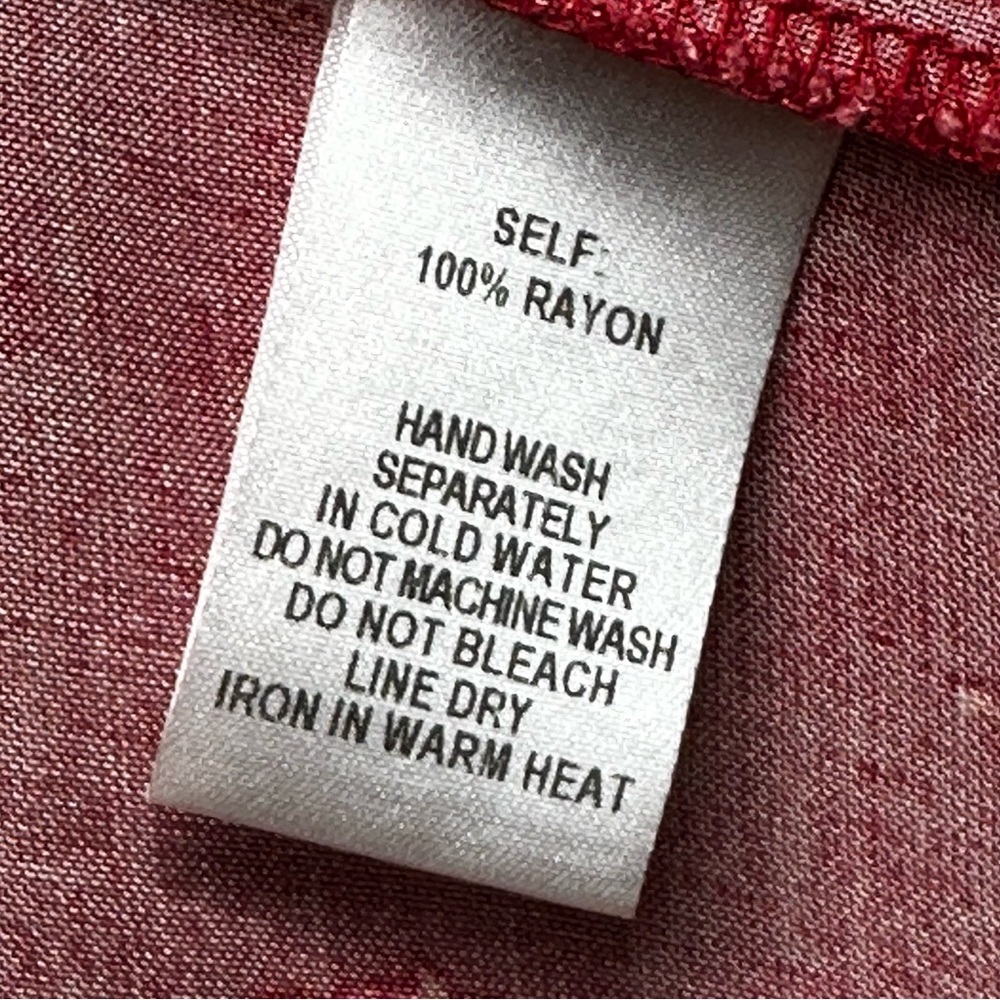 SELF:
100% RAYON
HAND WASH
SEPARATELY
IN COLD WATER
DO NOT MACHINE WASH
DO NOT BLEACH
LINE DRY
IRON IN WARM HEAT